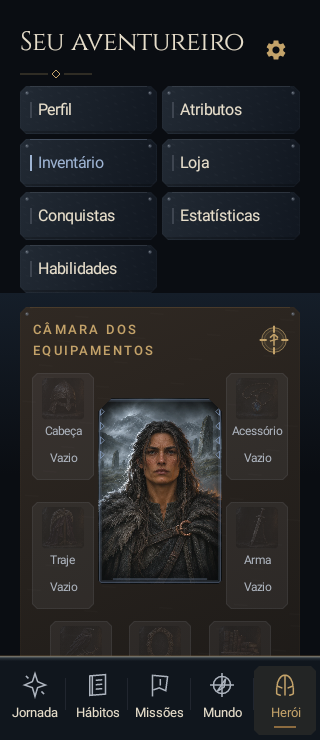 Seu aventureiro
Perfil
Atributos
Inventário
Loja
Conquistas
Estatísticas
Habilidades
CÂMARA DOS
EQUIPAMENTOS
Cabeça
Vazio
Acessório
Vazio
Traje
Vazio
Arma
Vazio
Jornada
Hábitos
Missões
Mundo
Herói